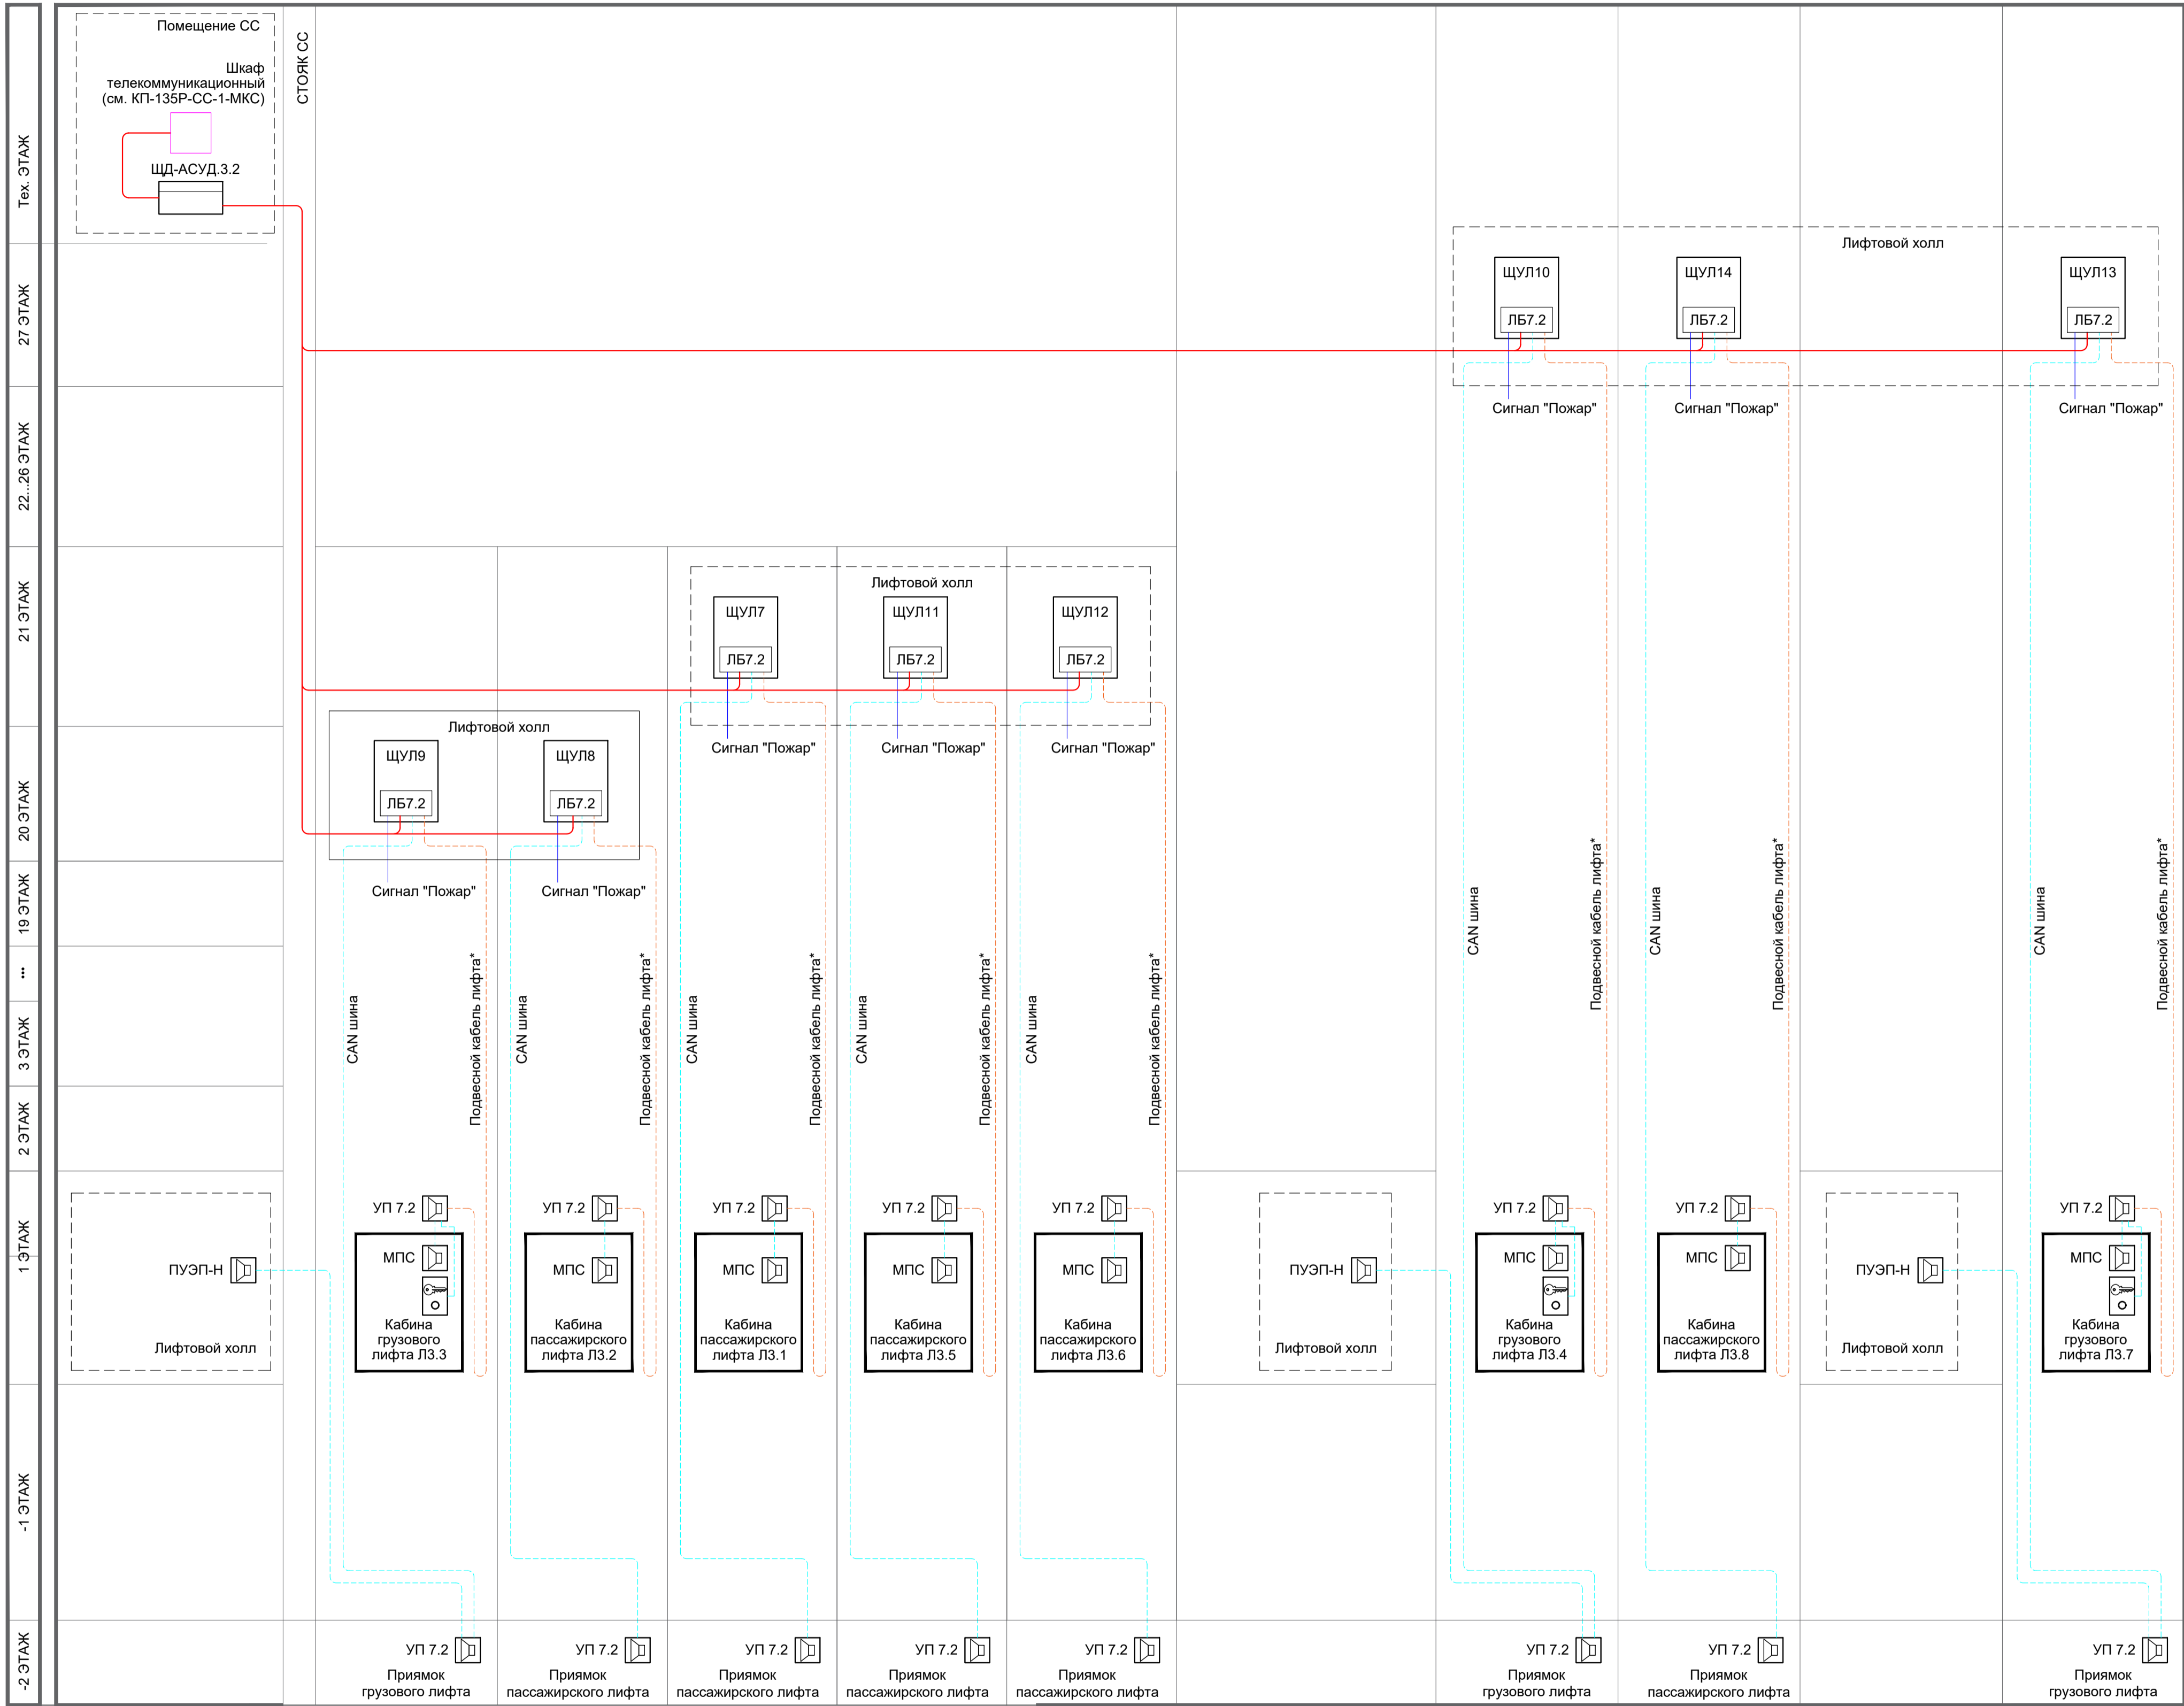 Помещение СС
Шкаф
телекоммуникационный
(см. КП-135Р-СС-1-МКС)
ЩД-АСУД.3.2
СТОЯК СС
Тех. ЭТАЖ
27 ЭТАЖ
22...26 ЭТАЖ
21 ЭТАЖ
20 ЭТАЖ
19 ЭТАЖ
...
3 ЭТАЖ
2 ЭТАЖ
1 ЭТАЖ
-1 ЭТАЖ
-2 ЭТАЖ
Лифтовой холл
ЩУЛ10
ЛБ7.2
Сигнал "Пожар"
ЩУЛ14
ЛБ7.2
Сигнал "Пожар"
ЩУЛ13
ЛБ7.2
Сигнал "Пожар"
Лифтовой холл
ЩУЛ7
ЛБ7.2
Сигнал "Пожар"
ЩУЛ11
ЛБ7.2
Сигнал "Пожар"
ЩУЛ12
ЛБ7.2
Сигнал "Пожар"
Лифтовой холл
ЩУЛ9
ЛБ7.2
Сигнал "Пожар"
ЩУЛ8
ЛБ7.2
Сигнал "Пожар"
CAN шина
Подвесной кабель лифта*
CAN шина
Подвесной кабель лифта*
CAN шина
Подвесной кабель лифта*
CAN шина
Подвесной кабель лифта*
CAN шина
Подвесной кабель лифта*
CAN шина
Подвесной кабель лифта*
CAN шина
Подвесной кабель лифта*
CAN шина
Подвесной кабель лифта*
ПУЭП-Н
Лифтовой холл
УП 7.2
МПС
Кабина
грузового
лифта Л3.3
УП 7.2
МПС
Кабина
пассажирского
лифта Л3.2
УП 7.2
МПС
Кабина
пассажирского
лифта Л3.1
УП 7.2
МПС
Кабина
пассажирского
лифта Л3.5
УП 7.2
МПС
Кабина
пассажирского
лифта Л3.6
ПУЭП-Н
Лифтовой холл
УП 7.2
МПС
Кабина
грузового
лифта Л3.4
УП 7.2
МПС
Кабина
пассажирского
лифта Л3.8
ПУЭП-Н
Лифтовой холл
УП 7.2
МПС
Кабина
грузового
лифта Л3.7
УП 7.2
Приямок
грузового лифта
УП 7.2
Приямок
пассажирского лифта
УП 7.2
Приямок
пассажирского лифта
УП 7.2
Приямок
пассажирского лифта
УП 7.2
Приямок
пассажирского лифта
УП 7.2
Приямок
грузового лифта
УП 7.2
Приямок
пассажирского лифта
УП 7.2
Приямок
грузового лифта